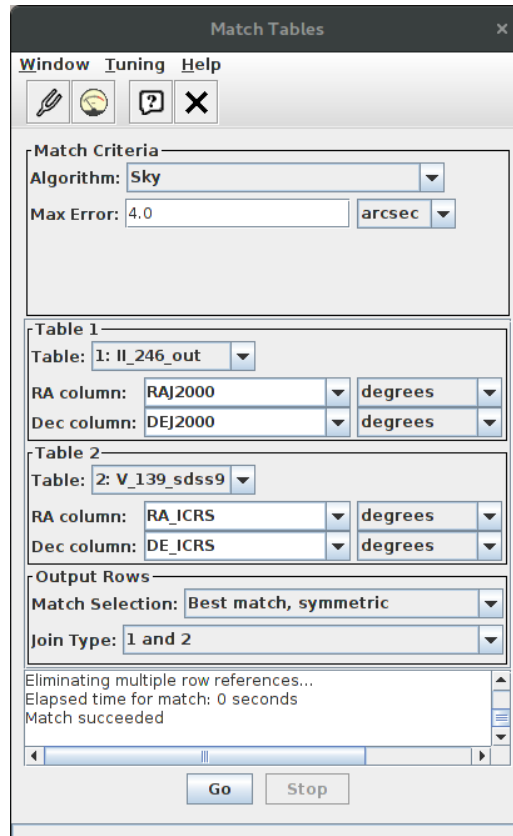 Match Tables ×
Window Tuning Help
Match Criteria
Algorithm: Sky
Max Error: 4.0 arcsec
Table 1
Table: 1: II_246_out
RA column: RAJ2000 degrees
Dec column: DEJ2000 degrees
Table 2
Table: 2: V_139_sdss9
RA column: RA_ICRS degrees
Dec column: DE_ICRS degrees
Output Rows
Match Selection: Best match, symmetric
Join Type: 1 and 2
Eliminating multiple row references...
Elapsed time for match: 0 seconds
Match succeeded
Go Stop